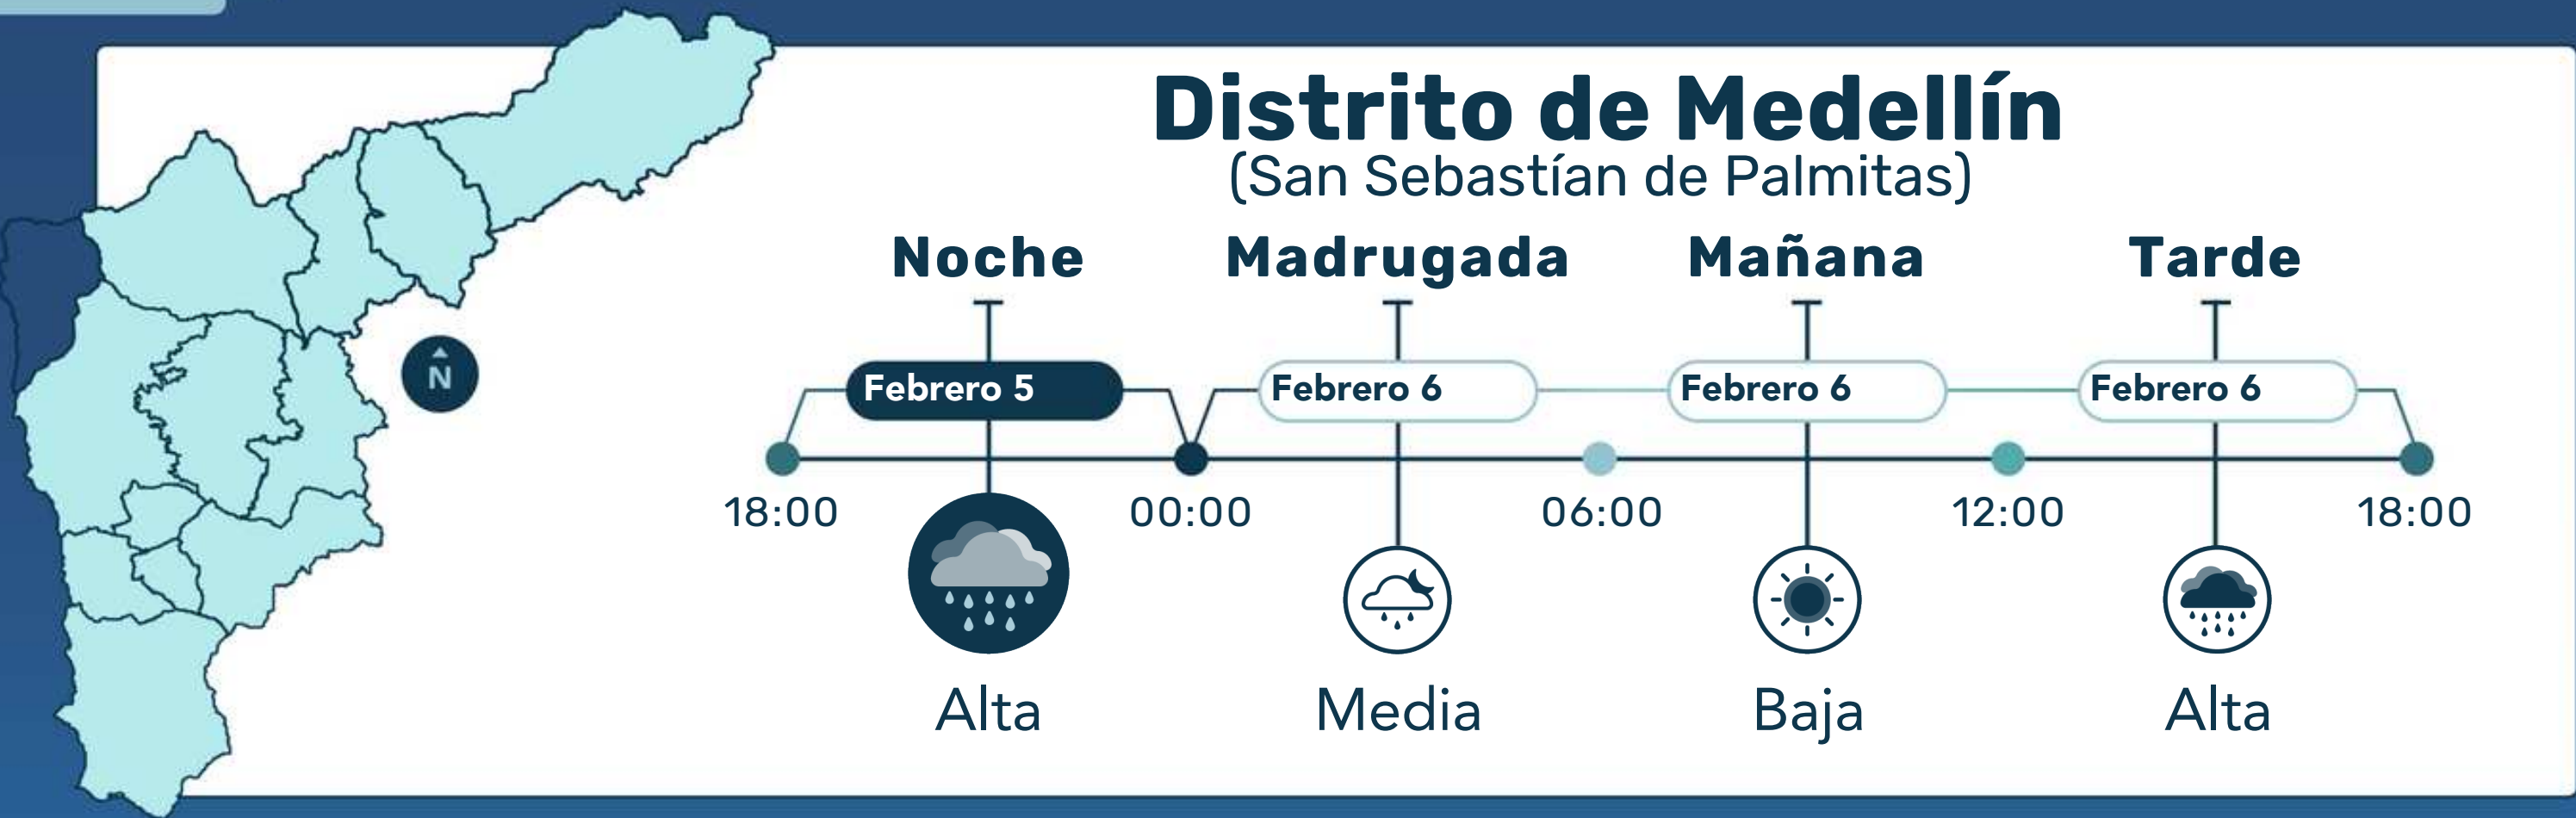 Distrito de Medellín
(San Sebastían de Palmitas)
Noche Madrugada Mañana Tarde
Febrero 5 Febrero 6 Febrero 6 Febrero 6
N
18:00 00:00 06:00 12:00 18:00
Alta Media Baja Alta